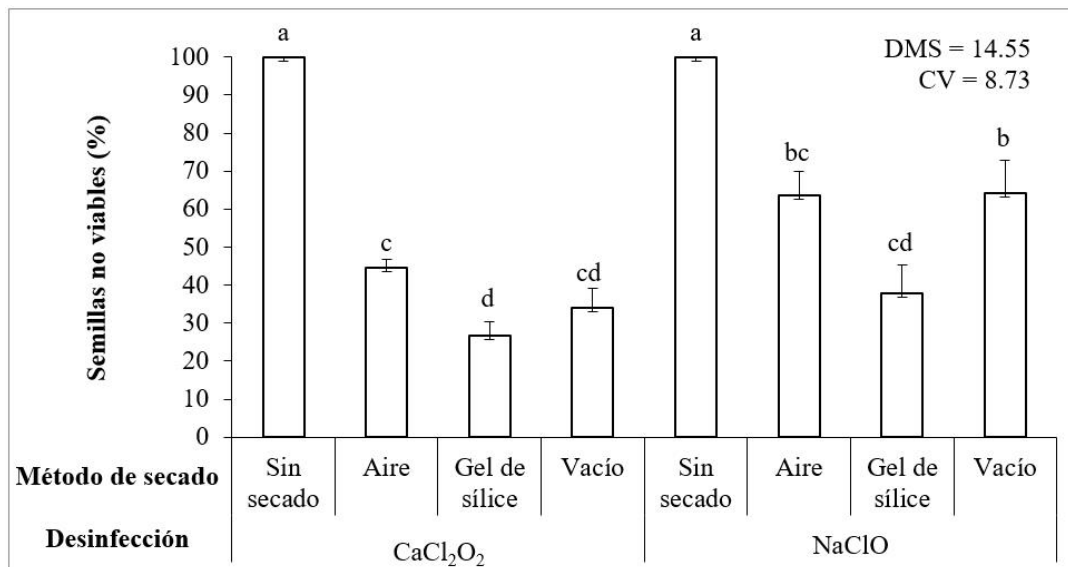 a
a
DMS = 14.55
CV = 8.73
Semillas no viables (%)
100
90
80
70
60
50
40
30
20
10
0
c
d
cd
bc
cd
b
Método de secado
Sin secado
Aire
Gel de sílice
Vacío
Sin secado
Aire
Gel de sílice
Vacío
Desinfección
CaCl₂O₂
NaClO